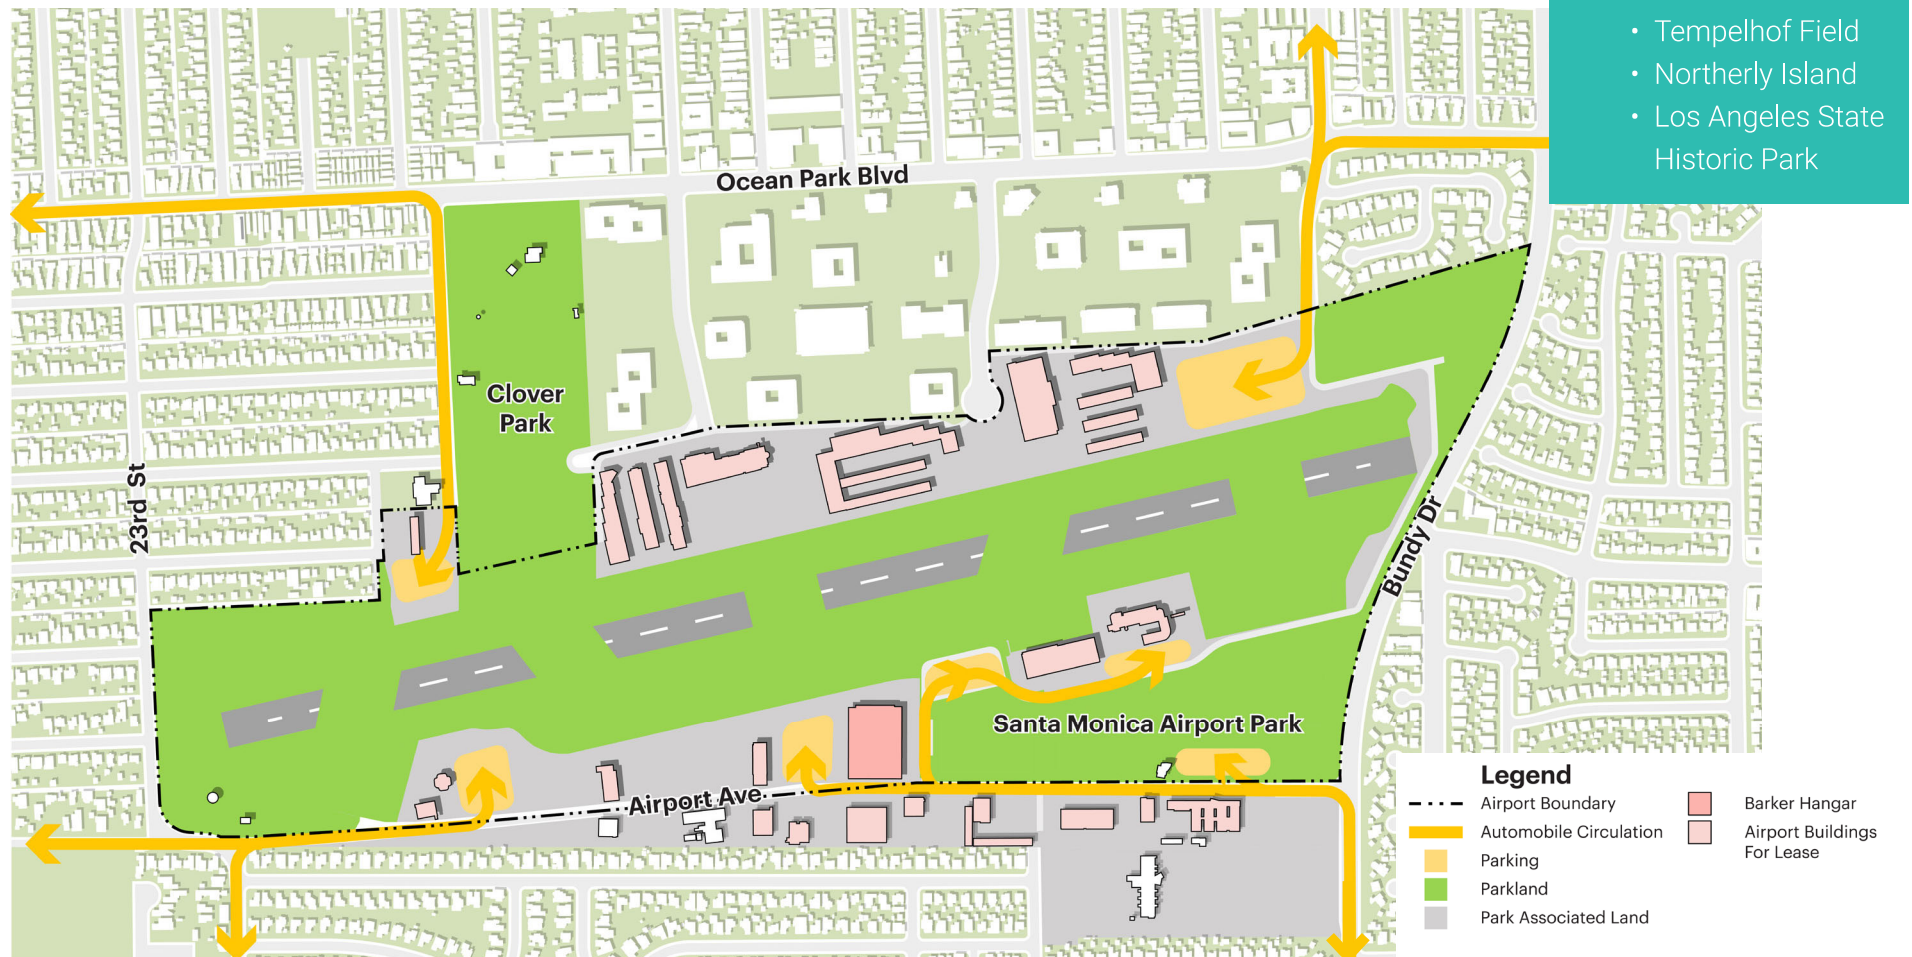 • Tempelhof Field
• Northerly Island
• Los Angeles State
Historic Park
Ocean Park Blvd
Clover
Park
23rd St
Bundy Dr
Santa Monica Airport Park
Airport Ave
Legend
Airport Boundary
Automobile Circulation
Parking
Parkland
Park Associated Land
Barker Hangar
Airport Buildings
For Lease